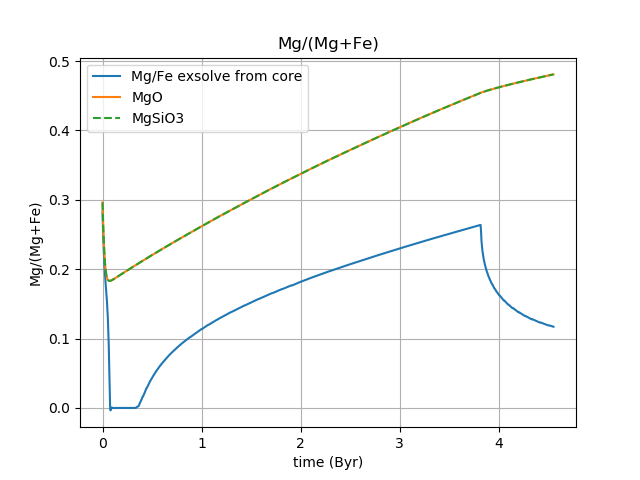 Mg/(Mg+Fe)
Mg/Fe exsolve from core
MgO
MgSiO3
Mg/(Mg+Fe)
0.5
0.4
0.3
0.2
0.1
0.0
0 1 2 3 4
time (Byr)